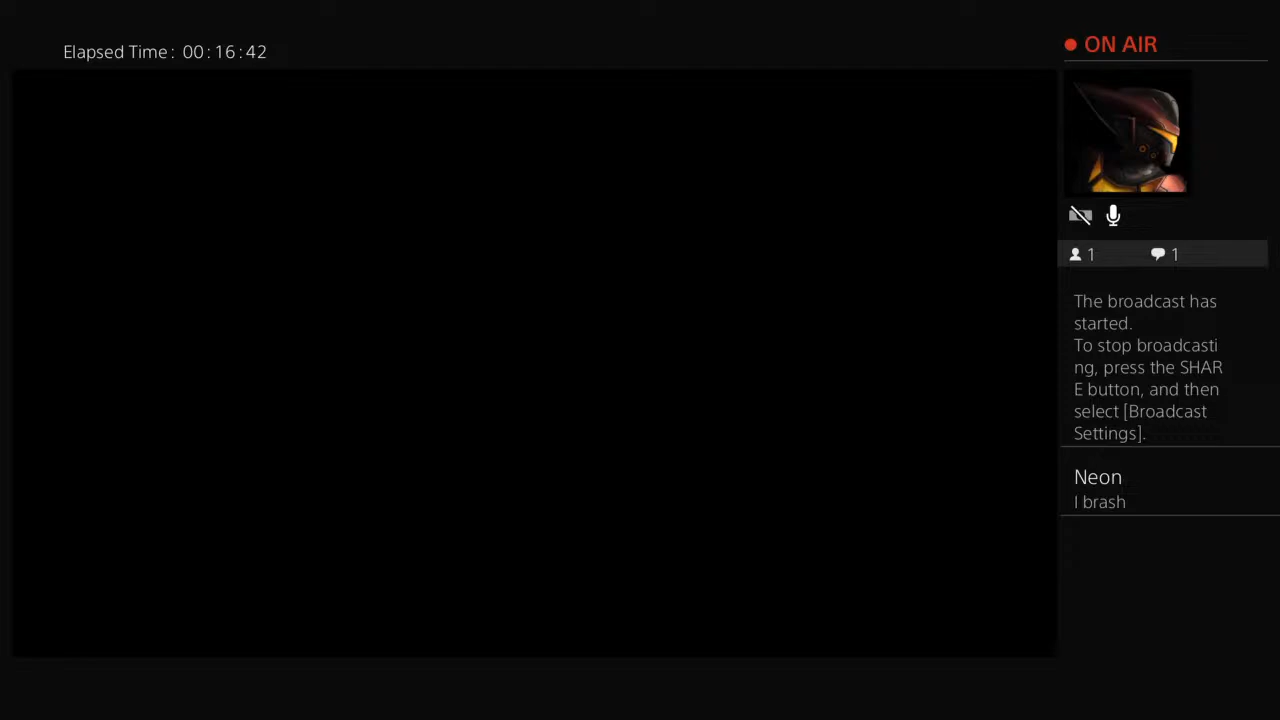 Elapsed Time: 00:16:42
ON AIR
1 1
The broadcast has
started.
To stop broadcasti
ng, press the SHAR
E button, and then
select [Broadcast
Settings].
Neon
I brash